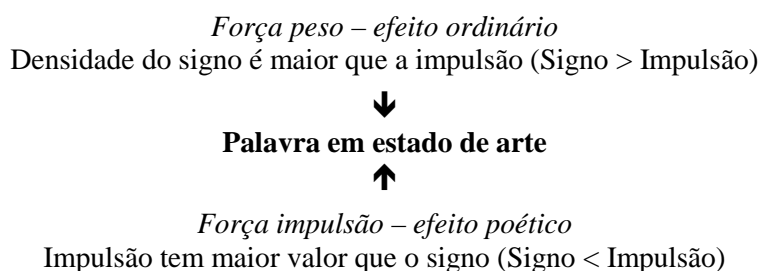 Força peso – efeito ordinário
Densidade do signo é maior que a impulsão (Signo > Impulsão)
🡻
Palavra em estado de arte
🡹
Força impulsão – efeito poético
Impulsão tem maior valor que o signo (Signo < Impulsão)